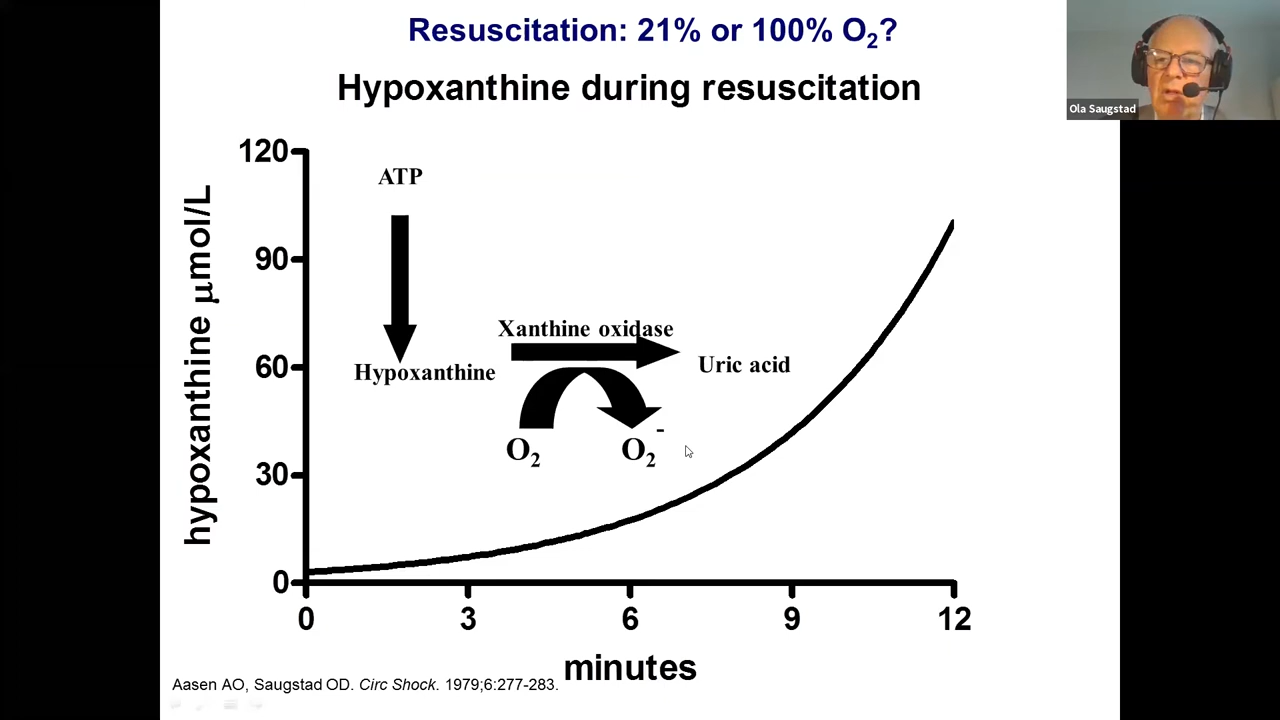 Resuscitation: 21% or 100% O₂?
Ola Saugstad
Hypoxanthine during resuscitation
120
90
60
30
0
hypoxanthine μmol/L
ATP
Xanthine oxidase
Hypoxanthine
Uric acid
O₂
O₂⁻
0 3 6 9 12
minutes
Aasen AO, Saugstad OD. Circ Shock. 1979;6:277-283.